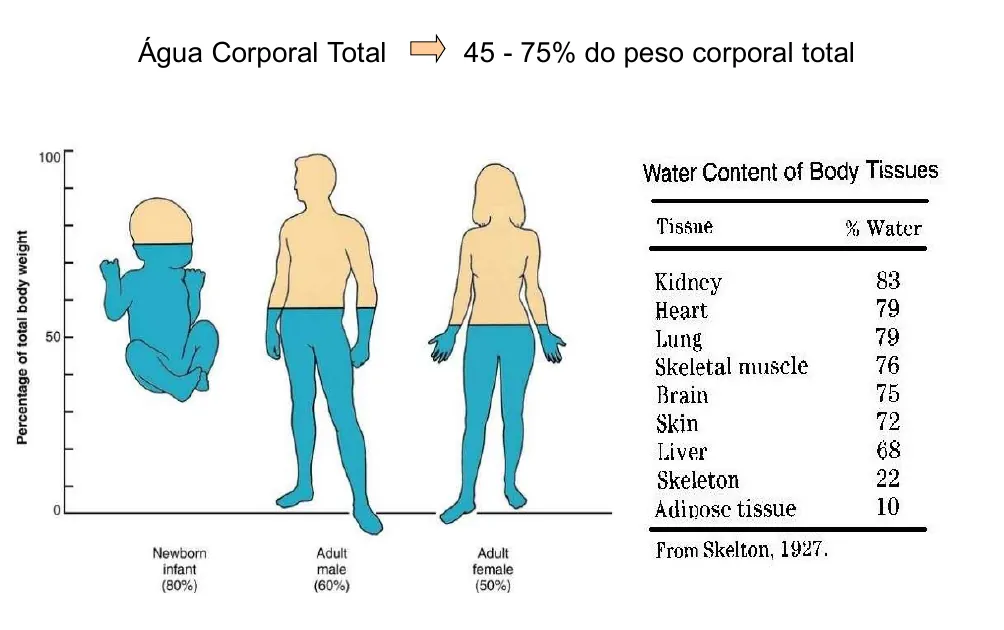 Água Corporal Total 45 - 75% do peso corporal total
Percentage of total body weight
100
50
0
Newborn
infant
(80%)
Adult
male
(60%)
Adult
female
(50%)
Water Content of Body Tissues
Tissue % Water
Kidney 83
Heart 79
Lung 79
Skeletal muscle 76
Brain 75
Skin 72
Liver 68
Skeleton 22
Adipose tissue 10
From Skelton, 1927.